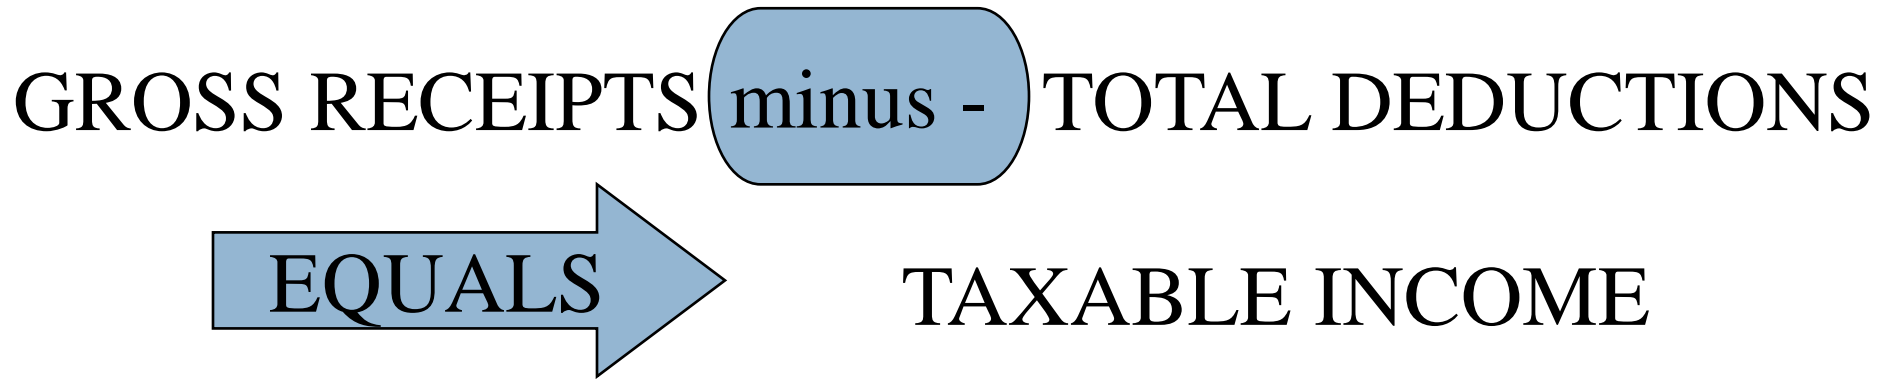 GROSS RECEIPTS minus - TOTAL DEDUCTIONS
EQUALS TAXABLE INCOME